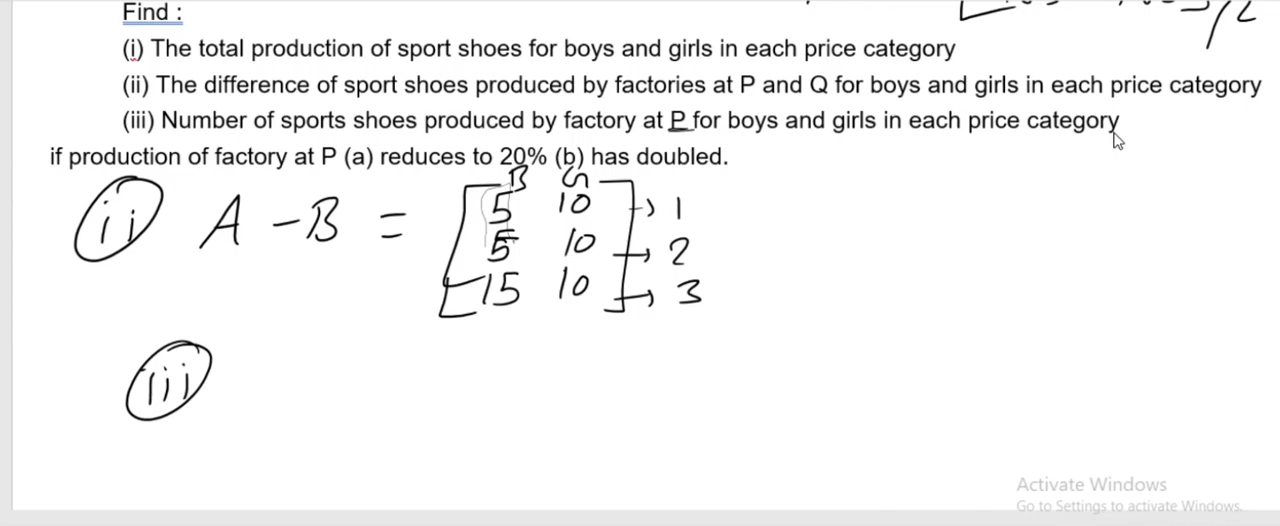 Find :
(i) The total production of sport shoes for boys and girls in each price category
(ii) The difference of sport shoes produced by factories at P and Q for boys and girls in each price category
(iii) Number of sports shoes produced by factory at P for boys and girls in each price category
if production of factory at P (a) reduces to 20% (b) has doubled.
B G
(ii) A - B = [ 5 10 ] → 1
5 10 → 2
15 10 → 3
(iii)
Activate Windows
Go to Settings to activate Windows.